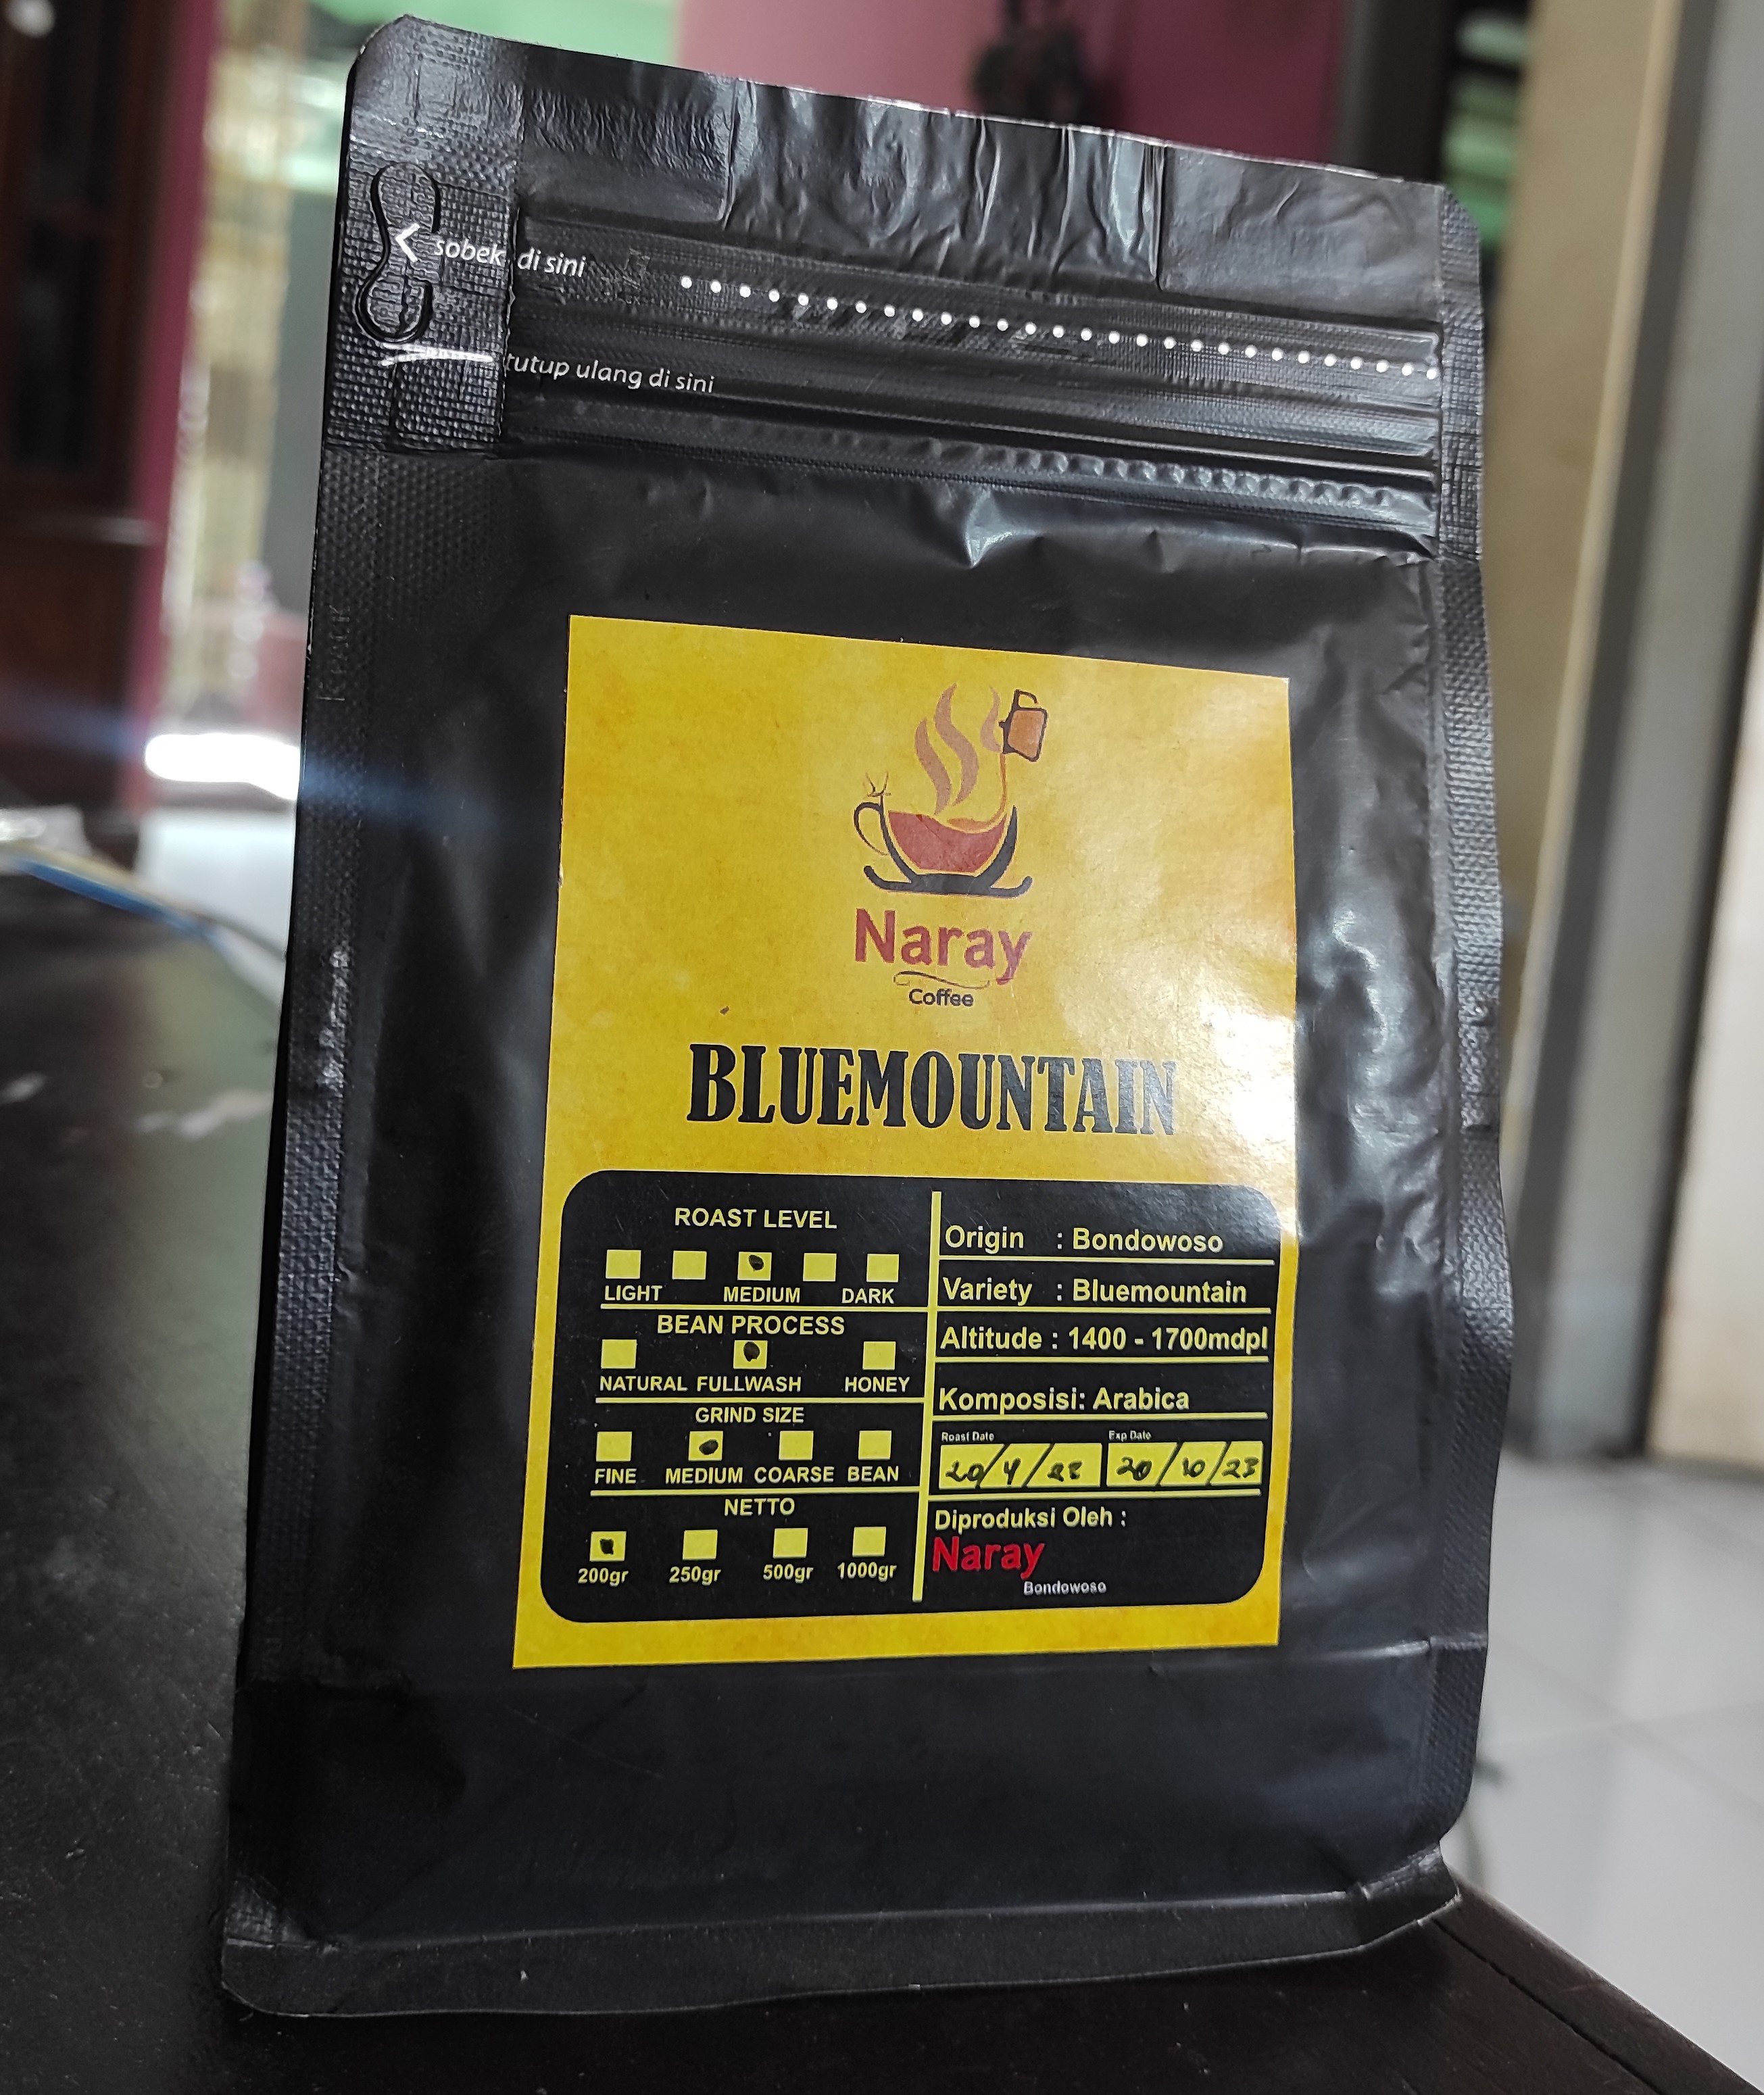 sobek di sini
tutup ulang di sini
Naray
Coffee
BLUEMOUNTAIN
ROAST LEVEL
LIGHT MEDIUM DARK
BEAN PROCESS
NATURAL FULLWASH HONEY
GRIND SIZE
FINE MEDIUM COARSE BEAN
NETTO
200gr 250gr 500gr 1000gr
Origin : Bondowoso
Variety : Bluemountain
Altitude : 1400 - 1700mdpl
Komposisi: Arabica
Roast Date Exp Date
20/4/ 20/10/23
Diproduksi Oleh :
Naray
Bondowoso